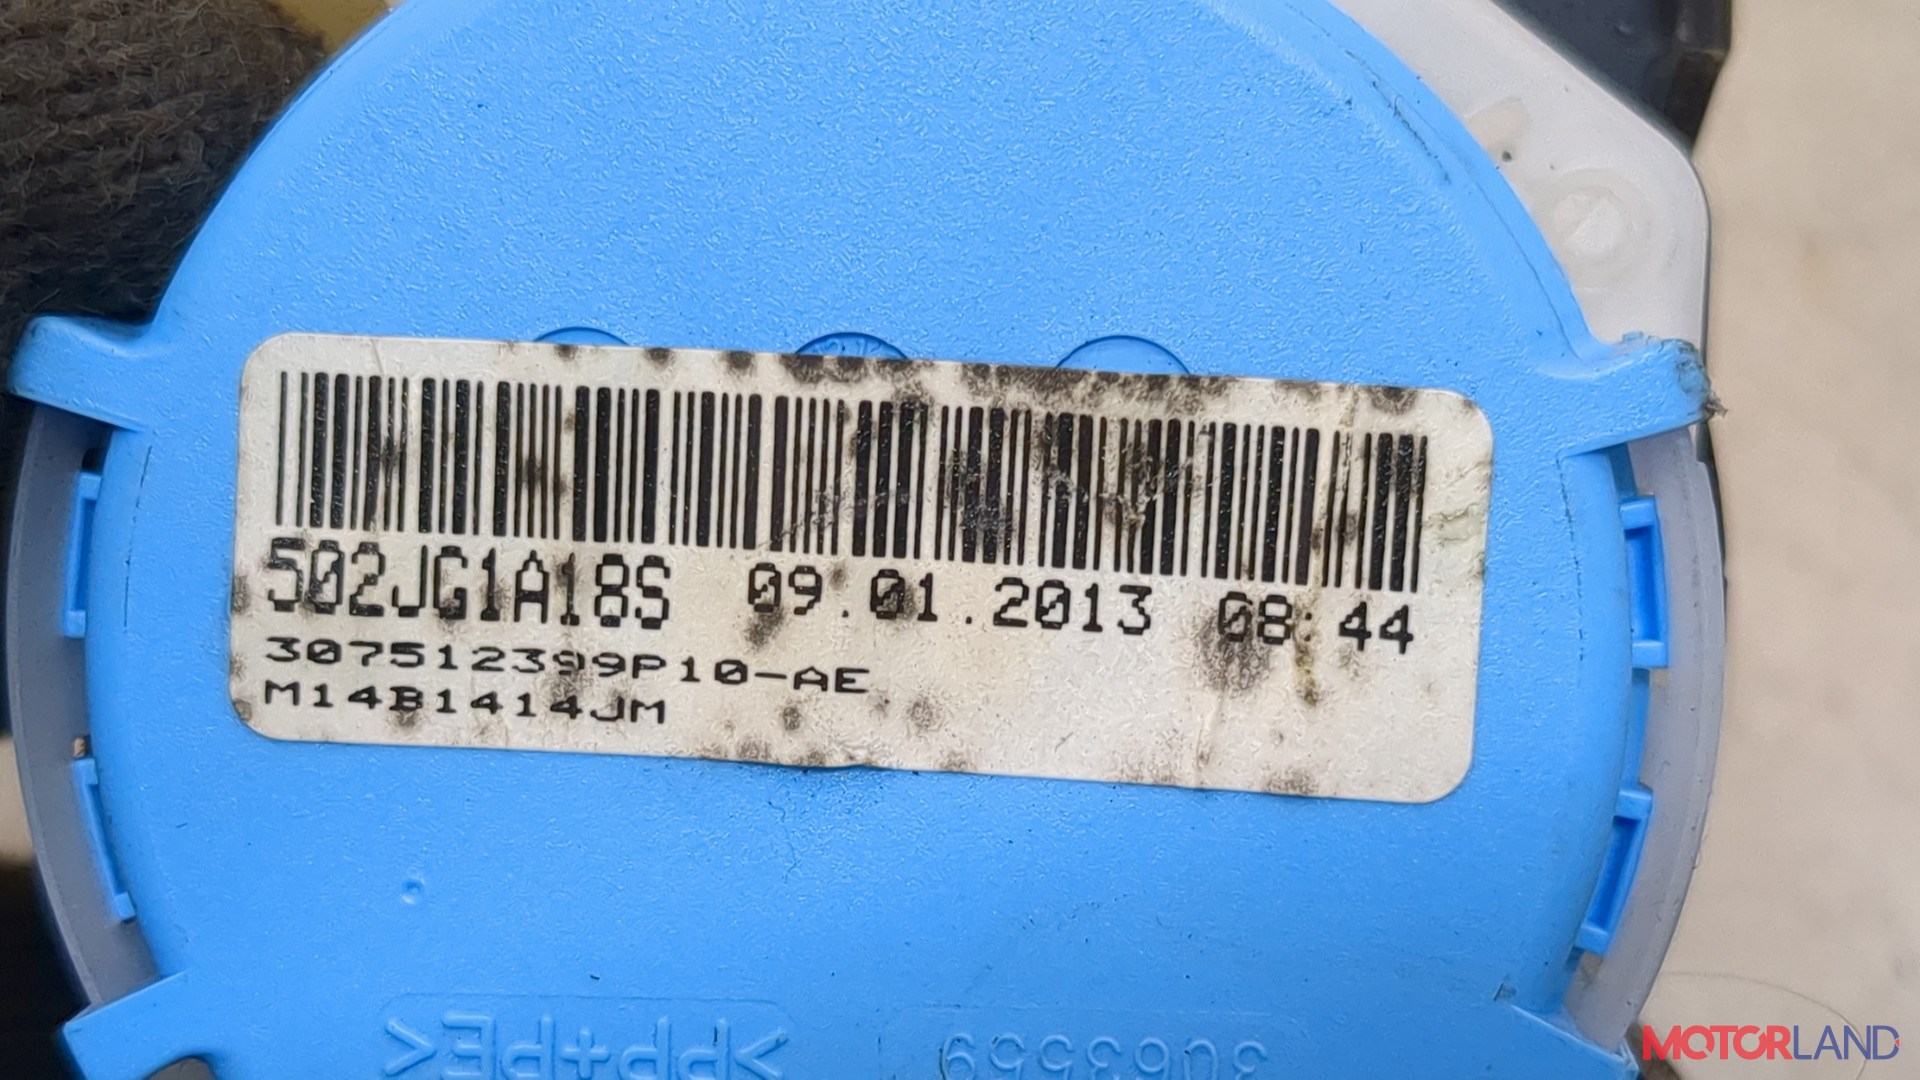 502JG1A18S 09.01.2013 08:44
307512399P10-AE
M14B1414JM
>PP+PE<
3063559
MOTORLAND